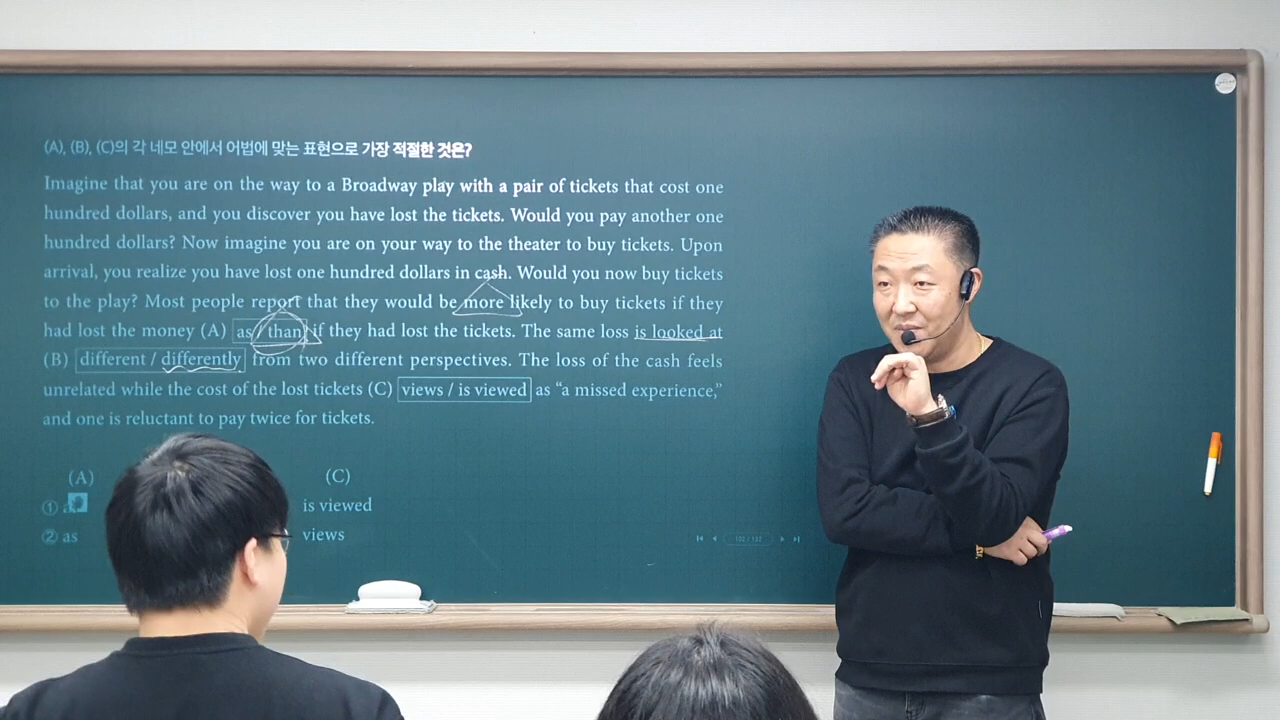 (A), (B), (C)의 각 네모 안에서 어법에 맞는 표현으로 가장 적절한 것은?
Imagine that you are on the way to a Broadway play with a pair of tickets that cost one
hundred dollars, and you discover you have lost the tickets. Would you pay another one
hundred dollars? Now imagine you are on your way to the theater to buy tickets. Upon
arrival, you realize you have lost one hundred dollars in cash. Would you now buy tickets
to the play? Most people report that they would be more likely to buy tickets if they
had lost the money (A) as / than if they had lost the tickets. The same loss is looked at
(B) different / differently from two different perspectives. The loss of the cash feels
unrelated while the cost of the lost tickets (C) views / is viewed as “a missed experience,”
and one is reluctant to pay twice for tickets.
(A) (C)
① is viewed
② as views